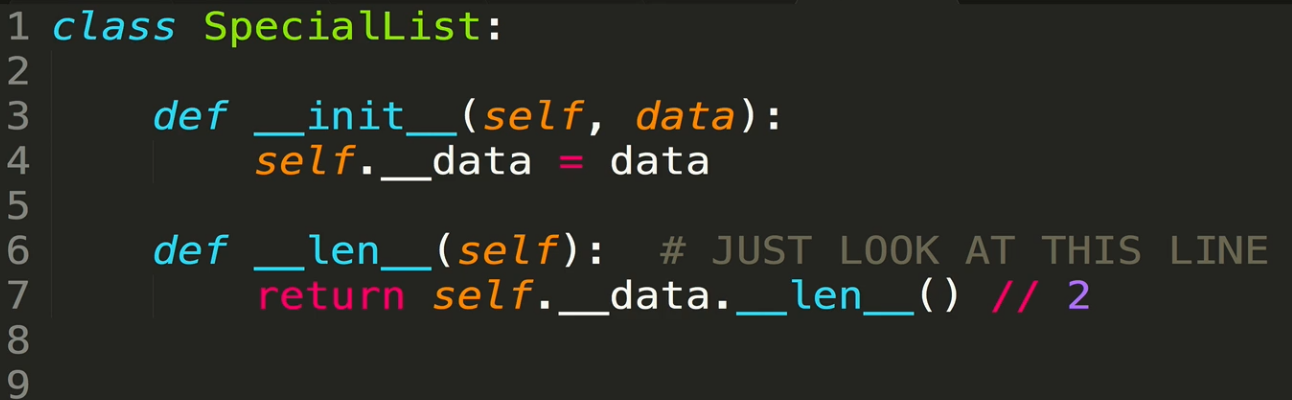 1 class SpecialList:
2
3     def __init__(self, data):
4         self.__data = data
5
6     def __len__(self):  # JUST LOOK AT THIS LINE
7         return self.__data.__len__() // 2
8
9